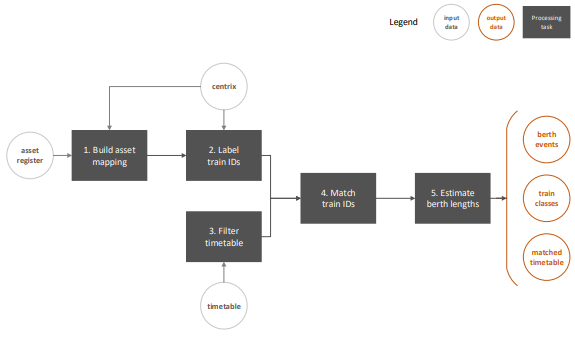 Legend
input
data
output
data
Processing
task
centrix
asset
register
1. Build asset
mapping
2. Label
train IDs
3. Filter
timetable
timetable
4. Match
train IDs
5. Estimate
berth lengths
berth
events
train
classes
matched
timetable